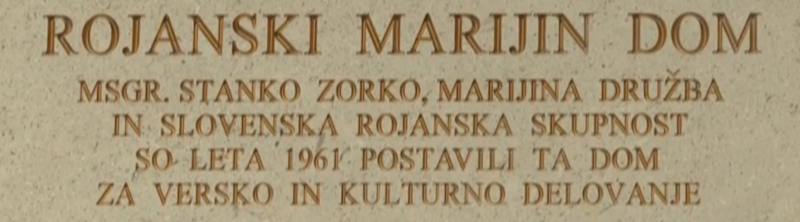 ROJANSKI MARIJIN DOM
MSGR. STANKO ZORKO, MARIJINA DRUŽBA
IN SLOVENSKA ROJANSKA SKUPNOST
SO LETA 1961 POSTAVILI TA DOM
ZA VERSKO IN KULTURNO DELOVANJE